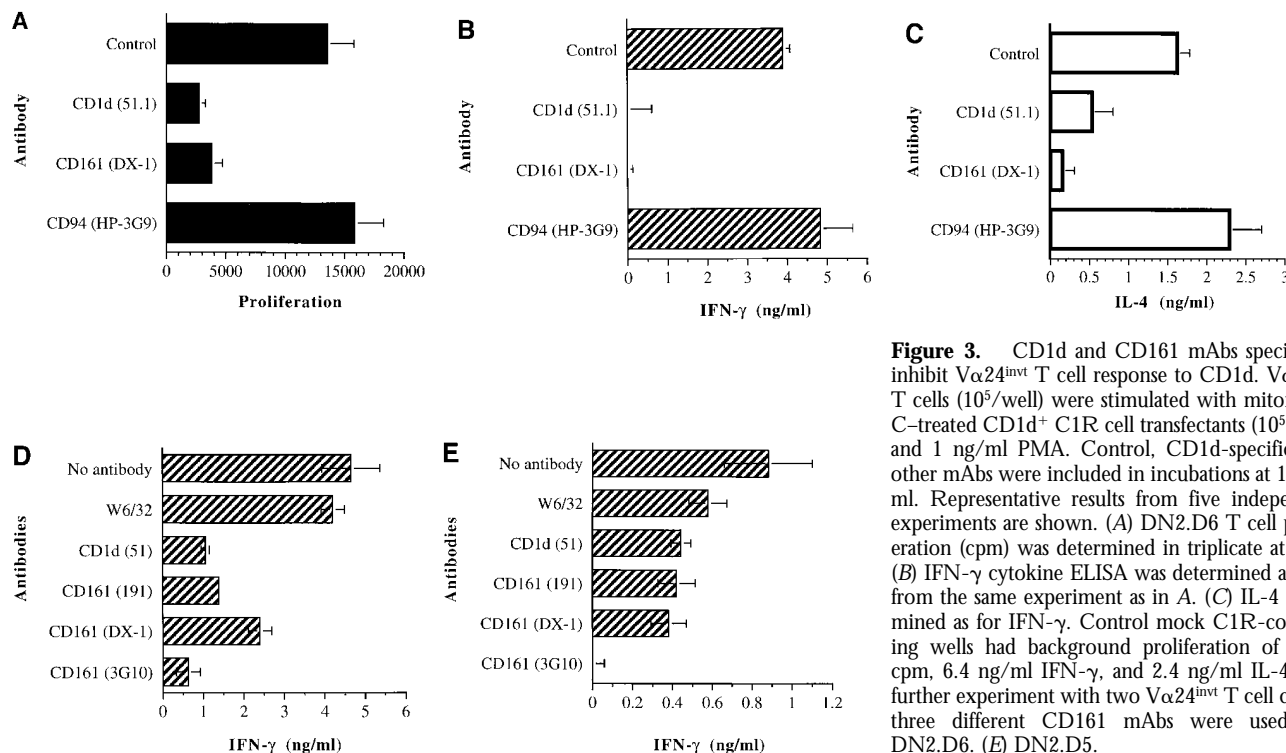 A
Antibody
Control
CD1d (51.1)
CD161 (DX-1)
CD94 (HP-3G9)
0 5000 10000 15000 20000
Proliferation
B
Antibody
Control
CD1d (51.1)
CD161 (DX-1)
CD94 (HP-3G9)
0 1 2 3 4 5 6
IFN-γ (ng/ml)
C
Antibody
Control
CD1d (51.1)
CD161 (DX-1)
CD94 (HP-3G9)
0 0.5 1 1.5 2 2.5 3
IL-4 (ng/ml)
D
Antibodies
No antibody
W6/32
CD1d (51)
CD161 (191)
CD161 (DX-1)
CD161 (3G10)
0 1 2 3 4 5 6
IFN-γ (ng/ml)
E
Antibodies
No antibody
W6/32
CD1d (51)
CD161 (191)
CD161 (DX-1)
CD161 (3G10)
0 0.2 0.4 0.6 0.8 1 1.2
IFN-γ (ng/ml)
Figure 3. CD1d and CD161 mAbs speci
inhibit Vα24invt T cell response to CD1d. Vα
T cells (10⁵/well) were stimulated with mito
C–treated CD1d⁺ C1R cell transfectants (10⁵
and 1 ng/ml PMA. Control, CD1d-specific
other mAbs were included in incubations at 1
ml. Representative results from five indepe
experiments are shown. (A) DN2.D6 T cell p
eration (cpm) was determined in triplicate at
(B) IFN-γ cytokine ELISA was determined a
from the same experiment as in A. (C) IL-4
mined as for IFN-γ. Control mock C1R-co
ing wells had background proliferation of
cpm, 6.4 ng/ml IFN-γ, and 2.4 ng/ml IL-4
further experiment with two Vα24invt T cell c
three different CD161 mAbs were used
DN2.D6. (E) DN2.D5.